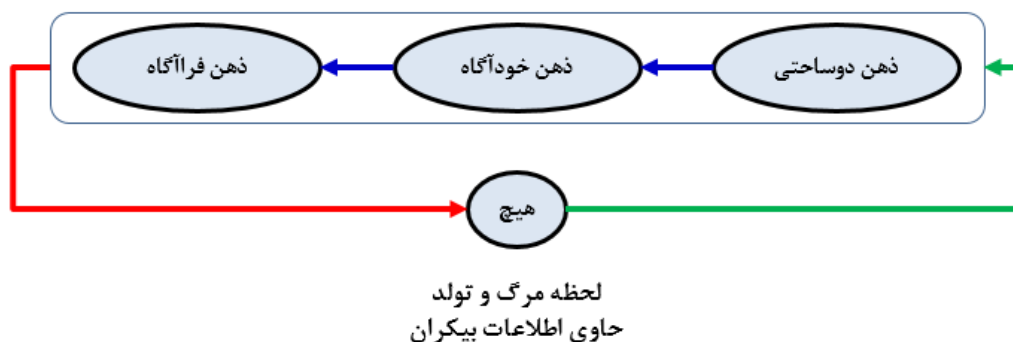 ذهن دوساحتی
ذهن خودآگاه
ذهن فراآگاه
هیچ
لحظه مرگ و تولد
حاوی اطلاعات بیکران